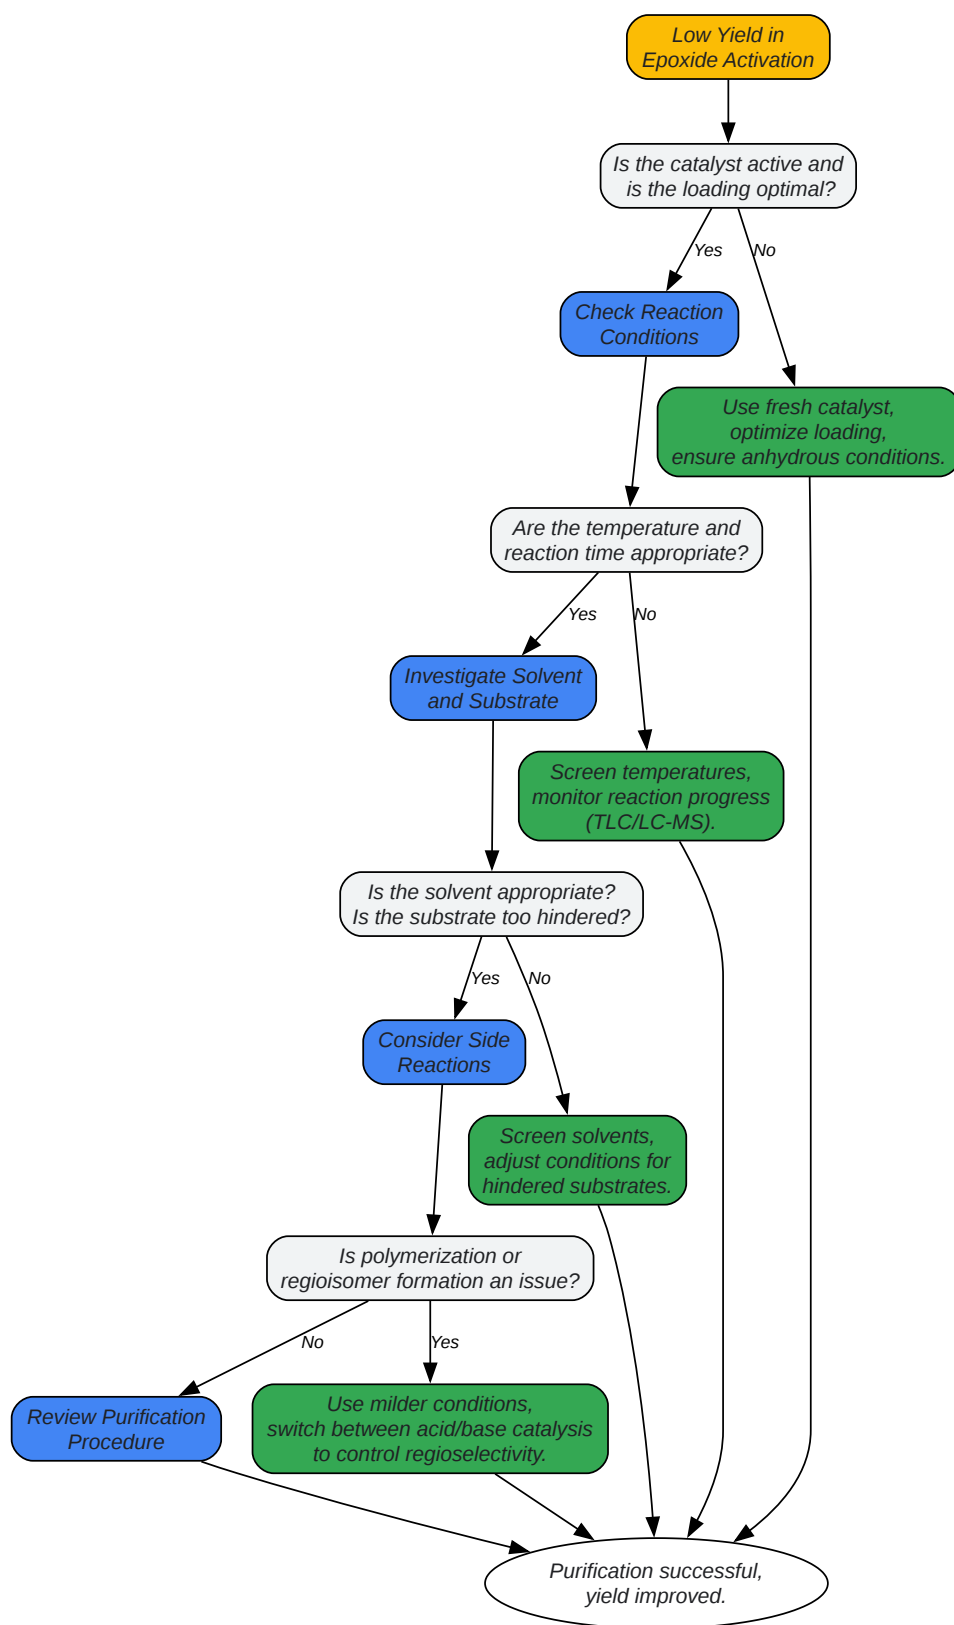 Low Yield in
Epoxide Activation
Is the catalyst active and
is the loading optimal?
Yes
No
Check Reaction
Conditions
Use fresh catalyst,
optimize loading,
ensure anhydrous conditions.
Are the temperature and
reaction time appropriate?
Yes
No
Investigate Solvent
and Substrate
Screen temperatures,
monitor reaction progress
(TLC/LC-MS).
Is the solvent appropriate?
Is the substrate too hindered?
Yes
No
Consider Side
Reactions
Screen solvents,
adjust conditions for
hindered substrates.
Is polymerization or
regioisomer formation an issue?
No
Yes
Review Purification
Procedure
Use milder conditions,
switch between acid/base catalysis
to control regioselectivity.
Purification successful,
yield improved.